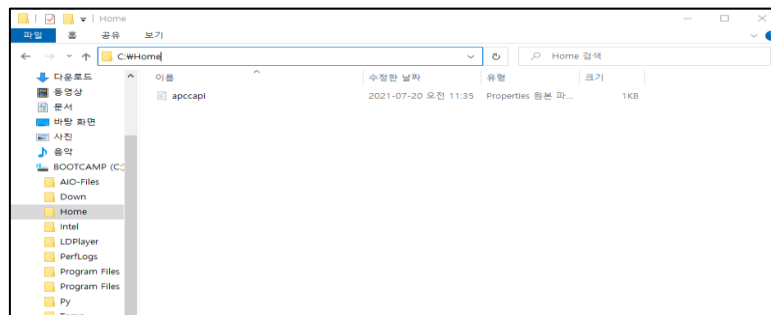 Home
파일 홈 공유 보기
C:\Home
Home 검색
이름 수정한 날짜 유형 크기
apccapi 2021-07-20 오전 11:35 Properties 원본 파... 1KB
다운로드
동영상
문서
바탕 화면
사진
음악
BOOTCAMP (C:)
AiO-Files
Down
Home
Intel
LDPlayer
PerfLogs
Program Files
Program Files
Py